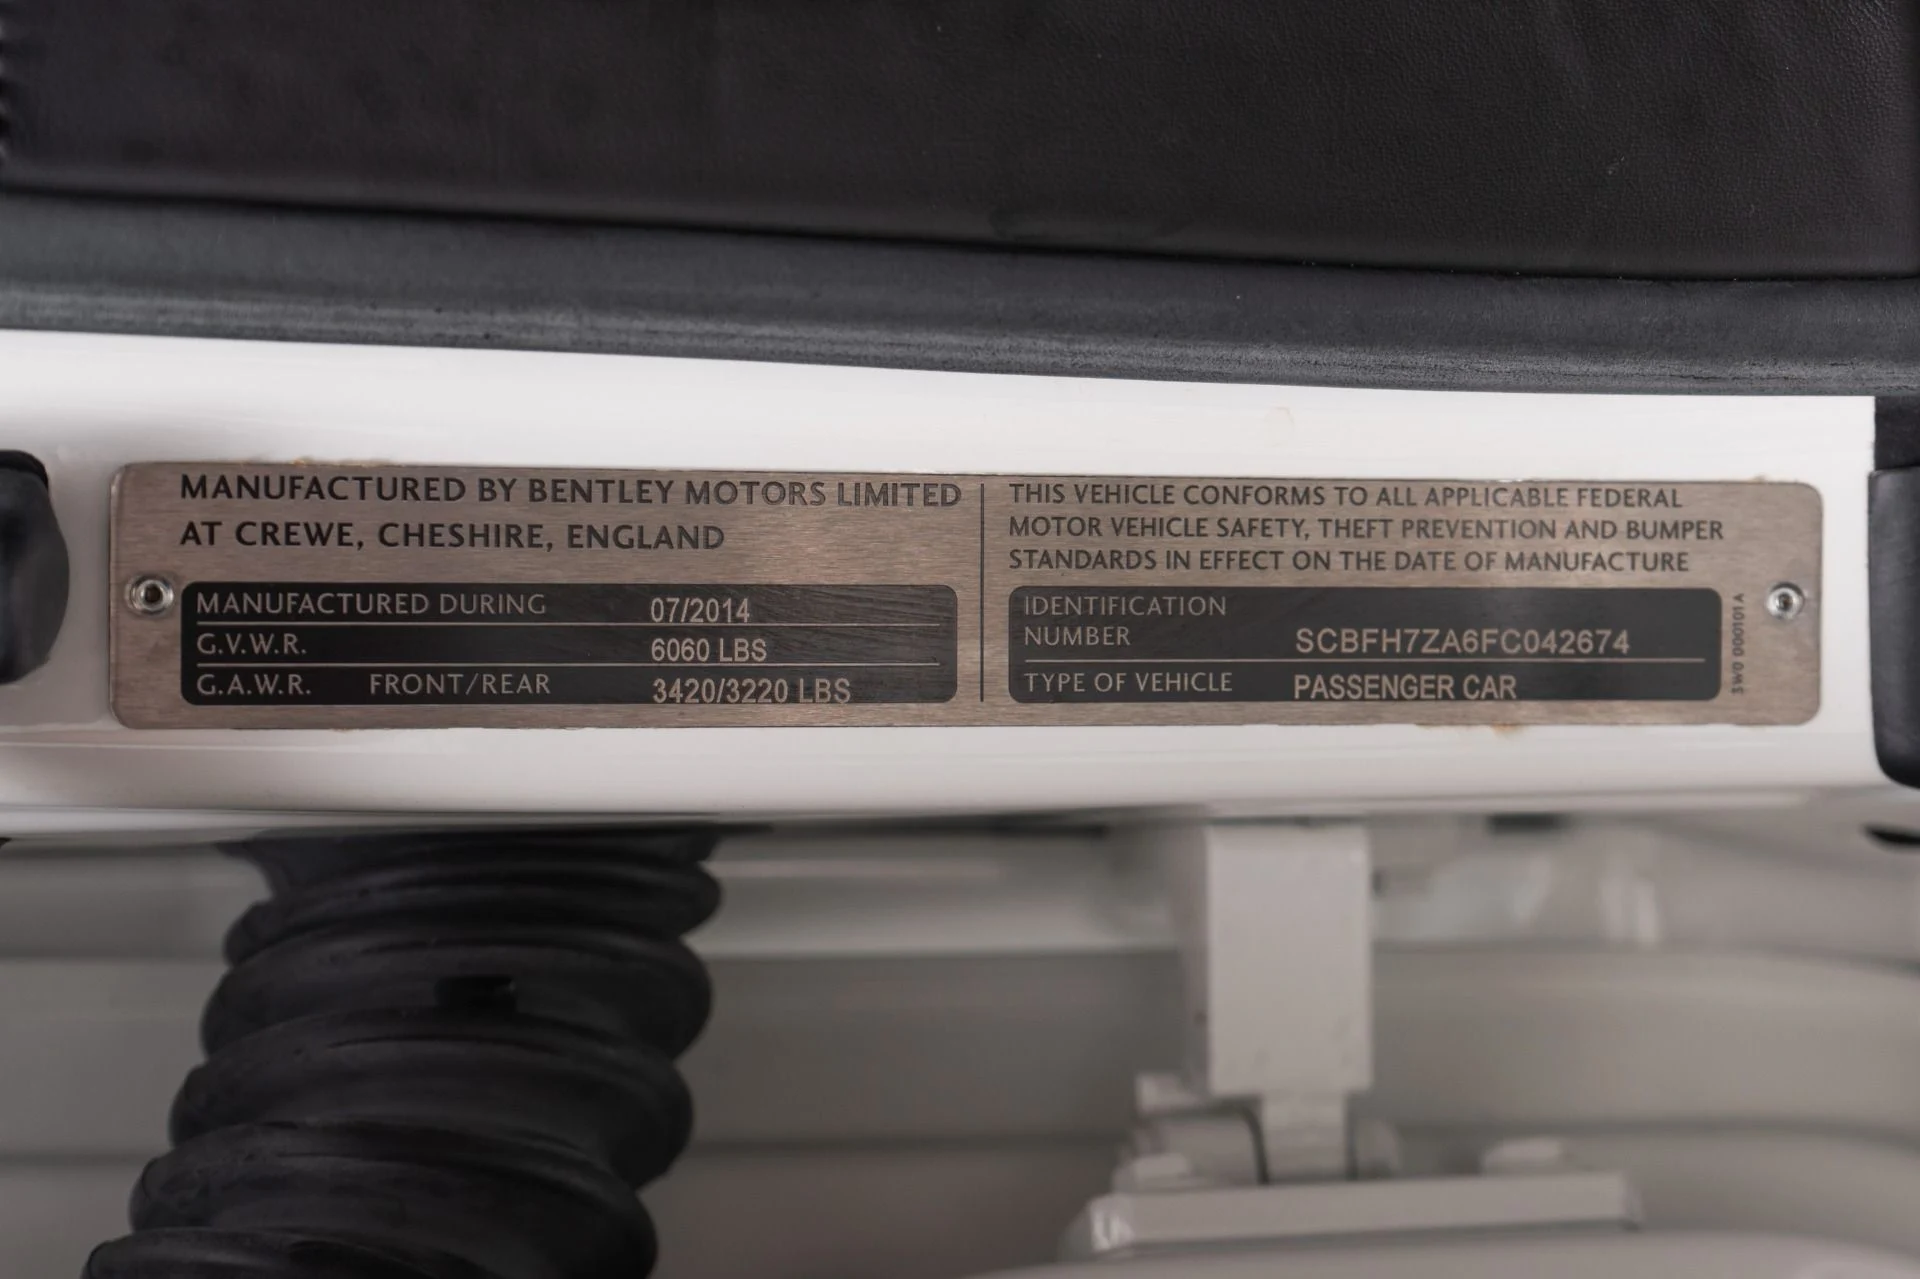 MANUFACTURED BY BENTLEY MOTORS LIMITED
AT CREWE, CHESHIRE, ENGLAND
MANUFACTURED DURING 07/2014
G.V.W.R. 6060 LBS
G.A.W.R. FRONT/REAR 3420/3220 LBS
THIS VEHICLE CONFORMS TO ALL APPLICABLE FEDERAL
MOTOR VEHICLE SAFETY, THEFT PREVENTION AND BUMPER
STANDARDS IN EFFECT ON THE DATE OF MANUFACTURE
IDENTIFICATION
NUMBER SCBFH7ZA6FC042674
TYPE OF VEHICLE PASSENGER CAR
3W0 000101 A